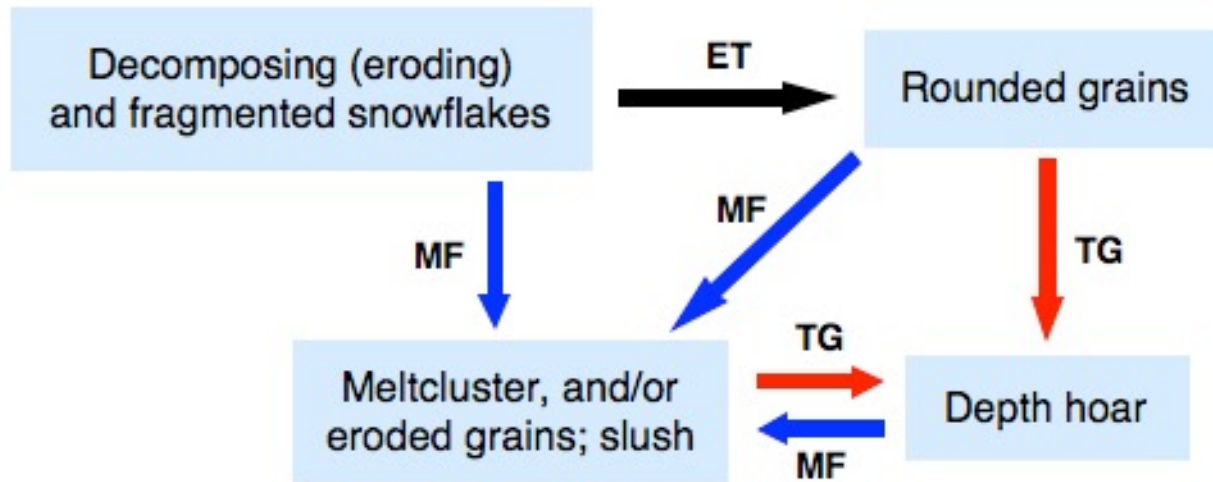 Decomposing (eroding)
and fragmented snowflakes
ET
Rounded grains
MF
MF
TG
TG
Meltcluster, and/or
eroded grains; slush
Depth hoar
MF